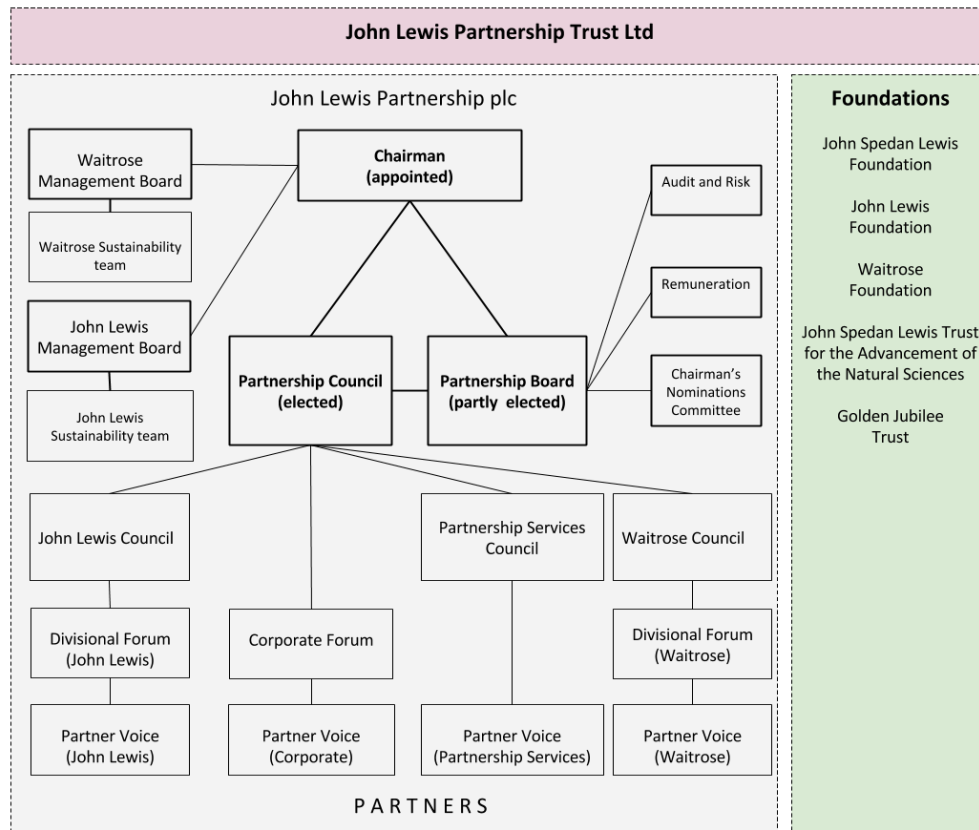 John Lewis Partnership Trust Ltd
John Lewis Partnership plc
Waitrose
Management Board
Chairman
(appointed)
Audit and Risk
Waitrose Sustainability
team
Remuneration
John Lewis
Management Board
Partnership Council
(elected)
Partnership Board
(partly elected)
Chairman's
Nominations
Committee
John Lewis
Sustainability team
John Lewis Council
Partnership Services
Council
Waitrose Council
Divisional Forum
(John Lewis)
Corporate Forum
Divisional Forum
(Waitrose)
Partner Voice
(John Lewis)
Partner Voice
(Corporate)
Partner Voice
(Partnership Services)
Partner Voice
(Waitrose)
PARTNERS
Foundations
John Spedan Lewis
Foundation
John Lewis
Foundation
Waitrose
Foundation
John Spedan Lewis Trust
for the Advancement of
the Natural Sciences
Golden Jubilee
Trust